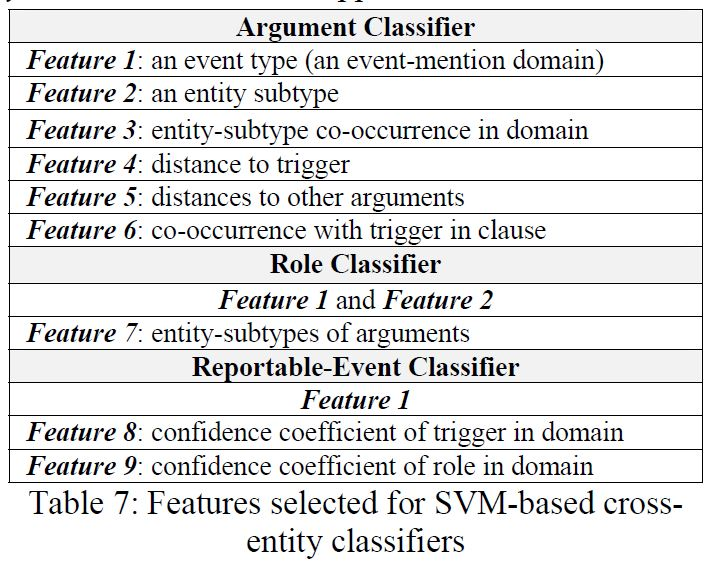 Argument Classifier
Feature 1: an event type (an event-mention domain)
Feature 2: an entity subtype
Feature 3: entity-subtype co-occurrence in domain
Feature 4: distance to trigger
Feature 5: distances to other arguments
Feature 6: co-occurrence with trigger in clause
Role Classifier
Feature 1 and Feature 2
Feature 7: entity-subtypes of arguments
Reportable-Event Classifier
Feature 1
Feature 8: confidence coefficient of trigger in domain
Feature 9: confidence coefficient of role in domain
Table 7: Features selected for SVM-based cross-
entity classifiers